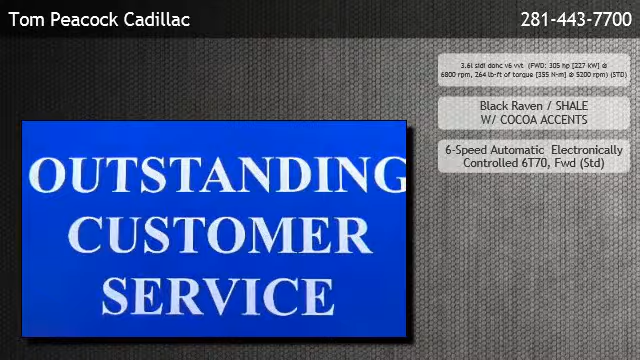 Tom Peacock Cadillac
281-443-7700
3.6l sidi dohc v6 vvt (FWD: 305 hp [227 kW] @
6800 rpm, 264 lb-ft of torque [355 N-m] @ 5200 rpm) (STD)
Black Raven / SHALE
W/ COCOA ACCENTS
6-Speed Automatic Electronically
Controlled 6T70, Fwd (Std)
OUTSTANDING
CUSTOMER
SERVICE